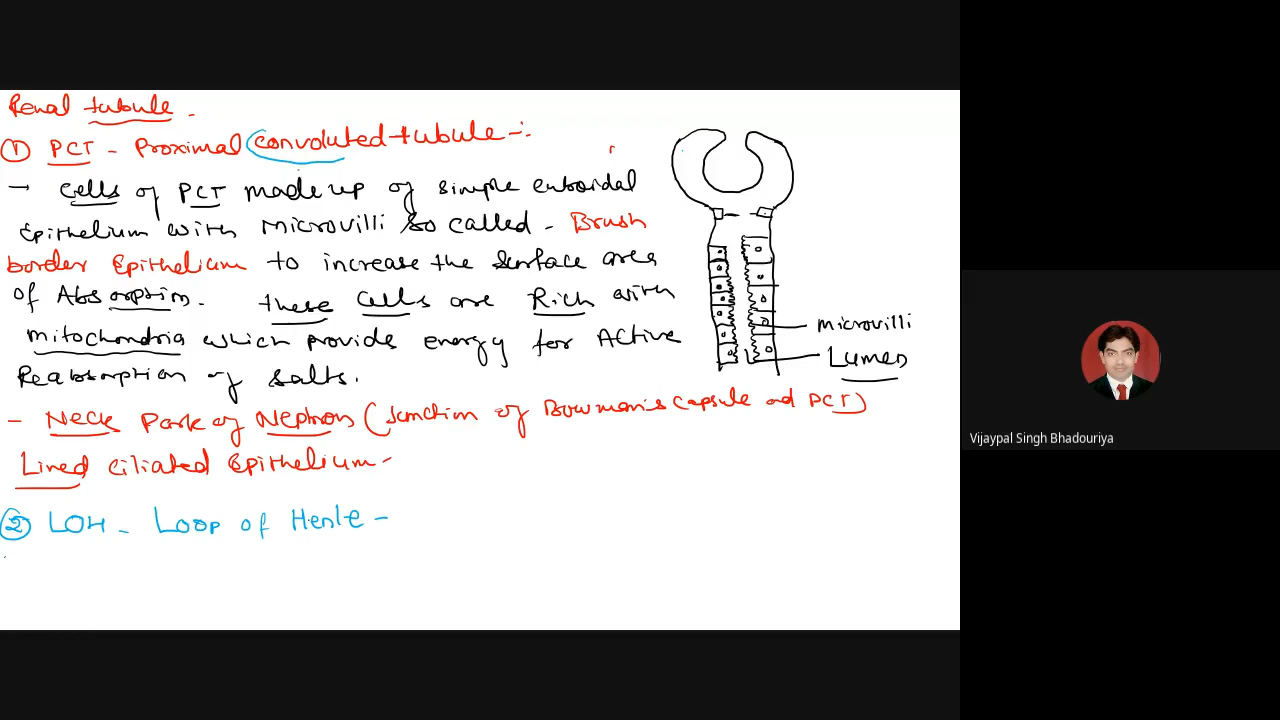 Renal tubule.
① PCT - Proximal convoluted tubule -:
→ Cells of PCT made up of simple cuboidal
Epithelium with Microvilli so called - Brush
border Epithelium to increase the surface area
of Absorption. these cells are Rich with
mitochondria which provides energy for Active
Reabsorption of salts.
- Neck Part of Nephron (Junction of Bowman's Capsule and PCT)
Lined ciliated Epithelium -
② LOH - Loop of Henle -
Microvilli
Lumen
Vijaypal Singh Bhadouriya